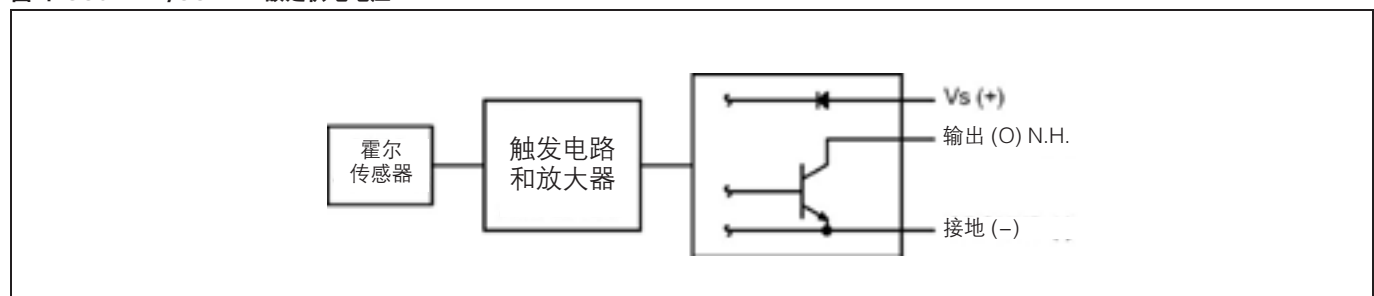 霍尔
传感器
触发电路
和放大器
Vs (+)
输出 (O) N.H.
接地 (−)